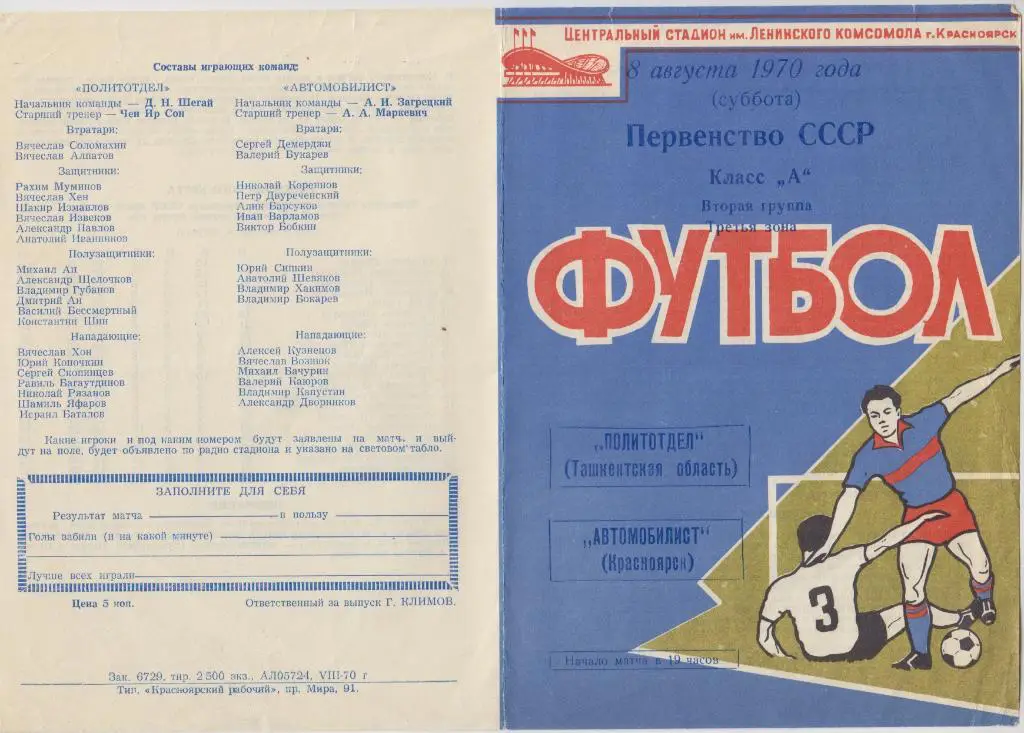 Составы играющих команд:
«ПОЛИТОТДЕЛ»
Начальник команды — Д. Н. Шегай
Старший тренер — Чен Ир Сон
Втратари:
Вячеслав Соломахин
Вячеслав Алпатов
Защитники:
Рахим Муминов
Вячеслав Хен
Шакир Измавлов
Вячеслав Извеков
Александр Павлов
Анатолий Иванников
Полузащитники:
Михаил Ан
Александр Щелочков
Владимир Губанов
Дмитрий Ан
Василий Бессмертный
Константин Шин
Нападающие:
Вячеслав Хон
Юрий Копочкин
Сергей Скопинцев
Равиль Багаутдинов
Николай Рязанов
Шамиль Яфаров
Исраил Баталов
«АВТОМОБИЛИСТ»
Начальник команды — А. И. Загрецкий
Старший тренер — А. А. Маркевич
Вратари:
Сергей Демерджи
Валерий Букарев
Защитники:
Николай Кореннов
Петр Двуреченский
Алик Барсуков
Иван Варламов
Виктор Бобкин
Полузащитники:
Юрий Сипкин
Анатолий Шевяков
Владимир Хакимов
Владимир Бокарев
Нападающие:
Алексей Кузнецов
Вячеслав Вознюк
Михаил Бачурин
Валерий Каюров
Владимир Капустин
Александр Дворников
Какие игроки и под каким номером будут заявлены на матч и вый-
дут на поле, будет объявлено по радио стадиона и указано на световом табло.
ЗАПОЛНИТЕ ДЛЯ СЕБЯ
Результат матча в пользу
Голы забили (и на какой минуте)
Лучше всех играли
Цена 5 коп. Ответственный за выпуск Г. КЛИМОВ.
Зак. 6729, тир. 2500 экз., АЛ05724, VIII-70 г
Тип. «Красноярский рабочий», пр. Мира, 91.
ЦЕНТРАЛЬНЫЙ СТАДИОН ИМ. ЛЕНИНСКОГО КОМСОМОЛА Г. КРАСНОЯРСК
8 августа 1970 года
(суббота)
Первенство СССР
Класс „А“
Вторая группа
Третья зона
ФУТБОЛ
„ПОЛИТОТДЕЛ“
(Ташкентская область)
„АВТОМОБИЛИСТ“
(Красноярск)
3
Начало матча в 19 часов